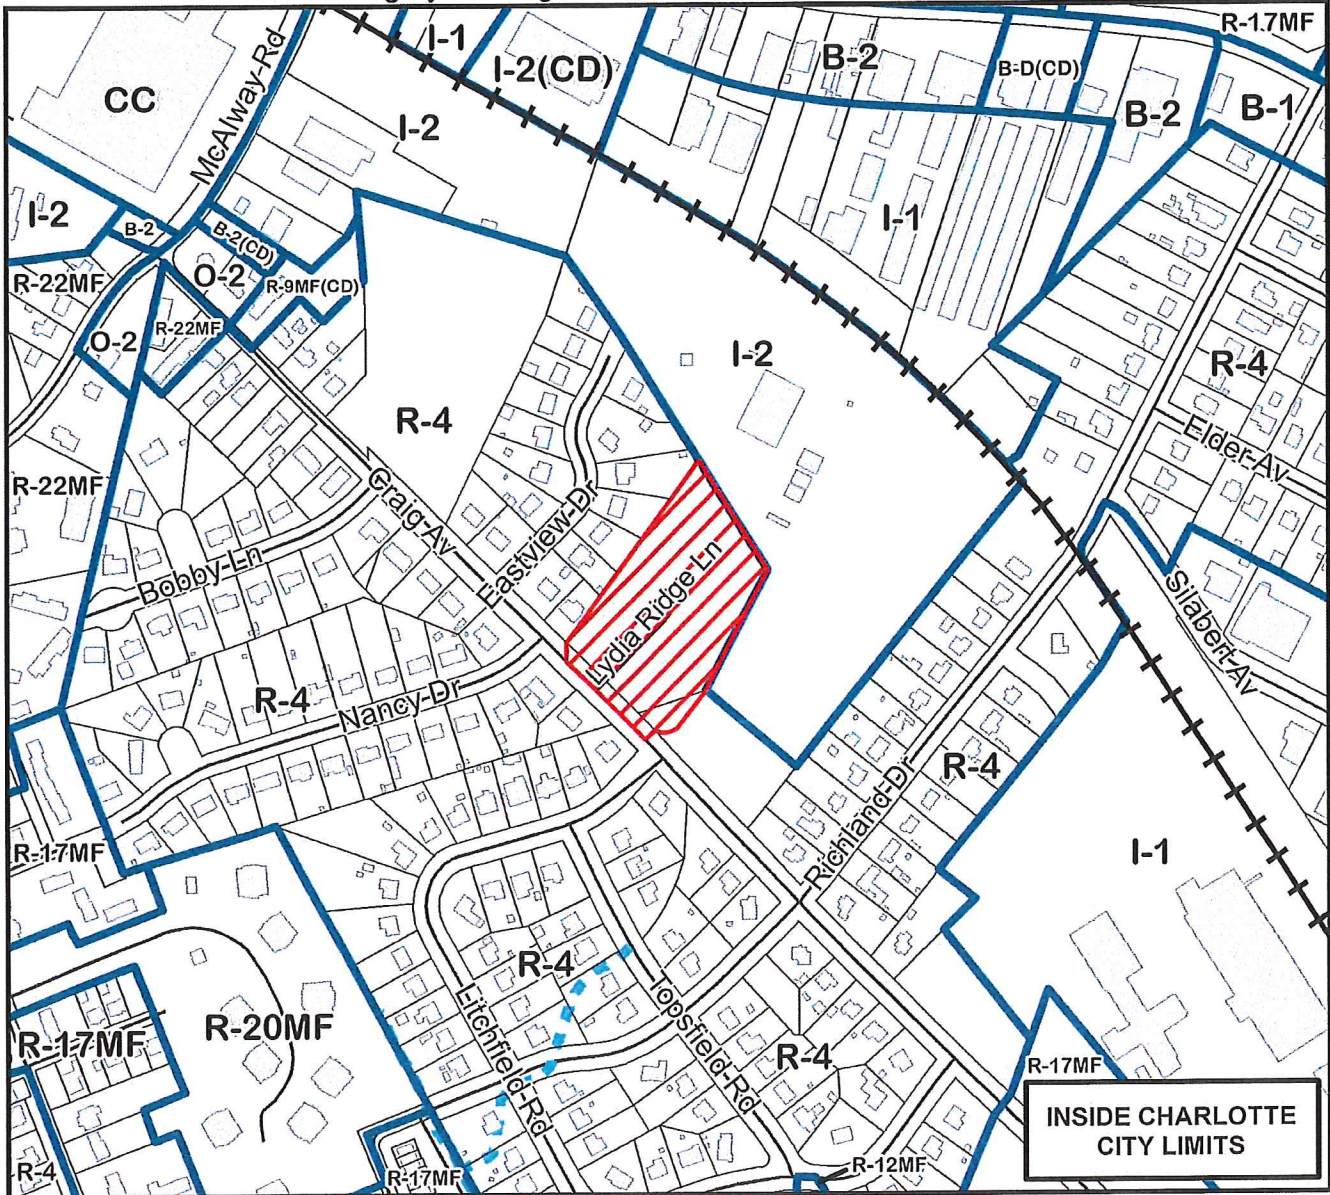 R-17MF
I-1
B-2
I-2(CD)
B-D(CD)
CC
McAlway-Rd
I-2
B-2
B-1
I-2
B-2
B-2(CD)
I-1
O-2
R-22MF
R-9MF(CD)
R-22MF
O-2
I-2
R-4
R-4
Elder-Av
R-22MF
Craig-Av
Eastview-Dr
Bobby-Ln
Lydia Ridge Ln
Silabert-Av
R-4
Nancy-Dr
R-4
Richland-Dr
R-17MF
I-1
R-4
Litchfield-Rd
Topsfield-Rd
R-20MF
R-17MF
R-4
R-17MF
INSIDE CHARLOTTE
CITY LIMITS
R-12MF
R-4
R-17MF